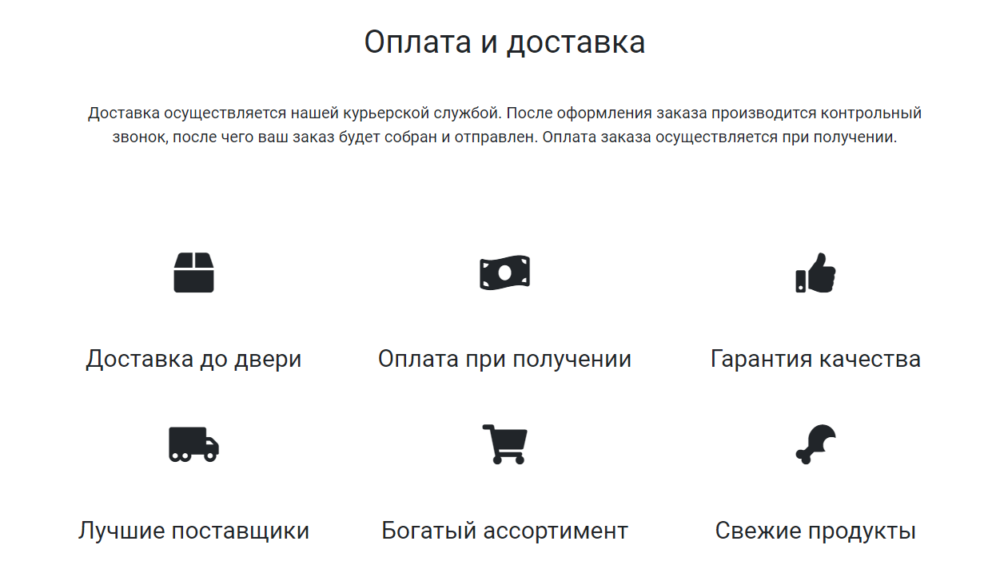 Оплата и доставка
Доставка осуществляется нашей курьерской службой. После оформления заказа производится контрольный
звонок, после чего ваш заказ будет собран и отправлен. Оплата заказа осуществляется при получении.
Доставка до двери
Оплата при получении
Гарантия качества
Лучшие поставщики
Богатый ассортимент
Свежие продукты